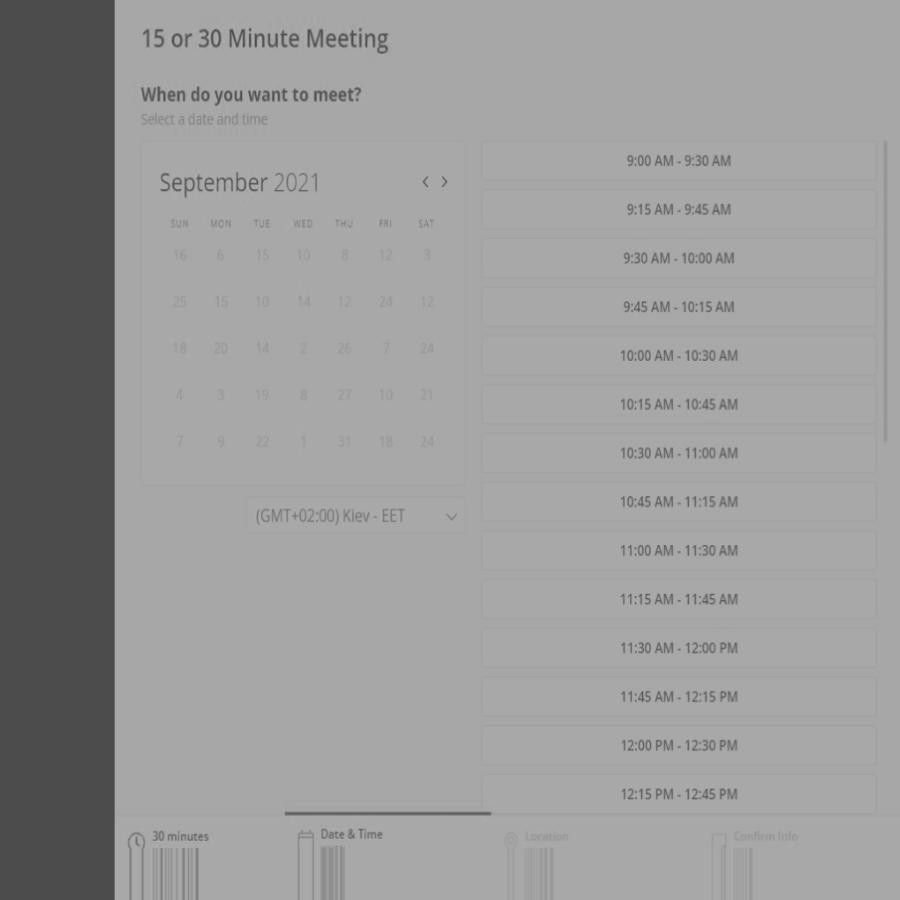 15 or 30 Minute Meeting
When do you want to meet?
Select a date and time
September 2021
SUN MON TUE WED THU FRI SAT
16 6 15 10 8 12 3
25 15 10 14 12 24 12
18 20 14 2 26 7 24
4 3 19 8 27 10 21
7 9 22 1 31 18 24
(GMT+02:00) Kiev - EET
9:00 AM - 9:30 AM
9:15 AM - 9:45 AM
9:30 AM - 10:00 AM
9:45 AM - 10:15 AM
10:00 AM - 10:30 AM
10:15 AM - 10:45 AM
10:30 AM - 11:00 AM
10:45 AM - 11:15 AM
11:00 AM - 11:30 AM
11:15 AM - 11:45 AM
11:30 AM - 12:00 PM
11:45 AM - 12:15 PM
12:00 PM - 12:30 PM
12:15 PM - 12:45 PM
30 minutes
Date & Time
Location
Confirm Info